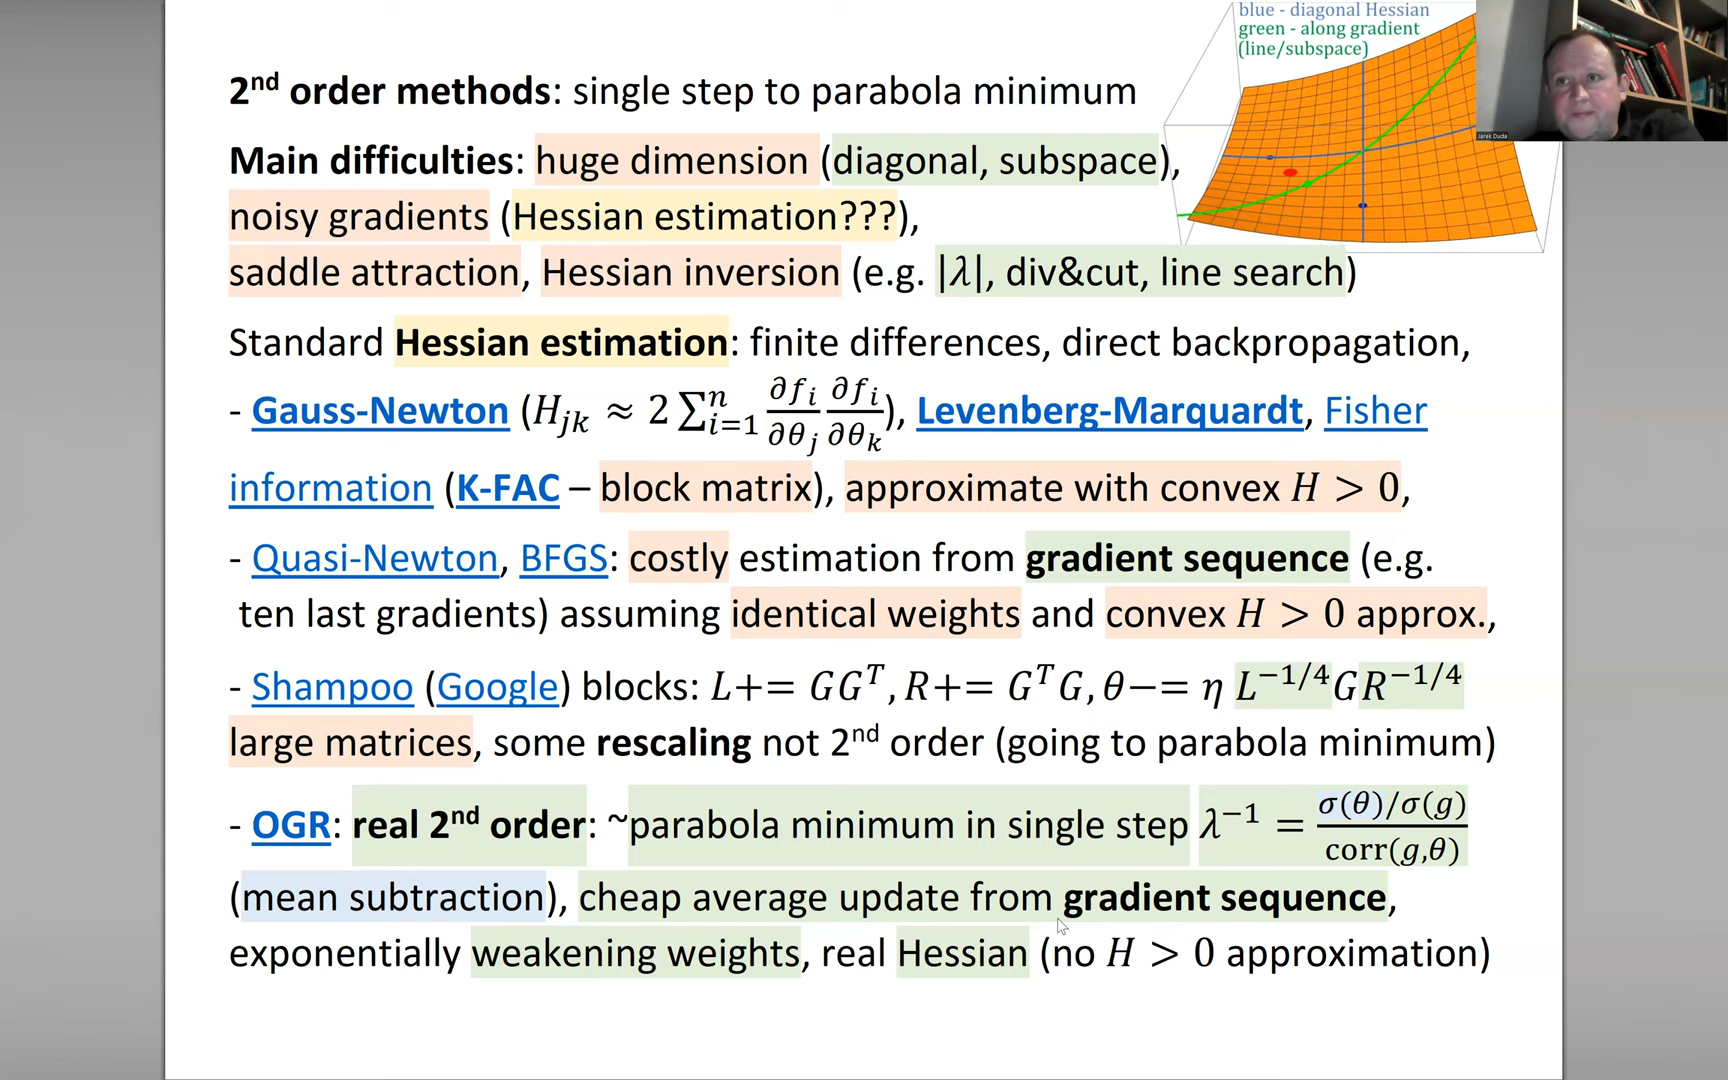 blue - diagonal Hessian
green - along gradient
(line/subspace)
Jarek Duda
2nd order methods: single step to parabola minimum
Main difficulties: huge dimension (diagonal, subspace),
noisy gradients (Hessian estimation???),
saddle attraction, Hessian inversion (e.g. |λ|, div&cut, line search)
Standard Hessian estimation: finite differences, direct backpropagation,
- Gauss-Newton (H_{jk} ≈ 2 ∑_{i=1}^{n} ∂f_i/∂θ_j ∂f_i/∂θ_k), Levenberg-Marquardt, Fisher
information (K-FAC – block matrix), approximate with convex H > 0,
- Quasi-Newton, BFGS: costly estimation from gradient sequence (e.g.
ten last gradients) assuming identical weights and convex H > 0 approx.,
- Shampoo (Google) blocks: L+= GG^T, R+= G^TG, θ−= η L^{−1/4}GR^{−1/4}
large matrices, some rescaling not 2nd order (going to parabola minimum)
- OGR: real 2nd order: ~parabola minimum in single step λ^{−1} = σ(θ)/σ(g) / corr(g,θ)
(mean subtraction), cheap average update from gradient sequence,
exponentially weakening weights, real Hessian (no H > 0 approximation)